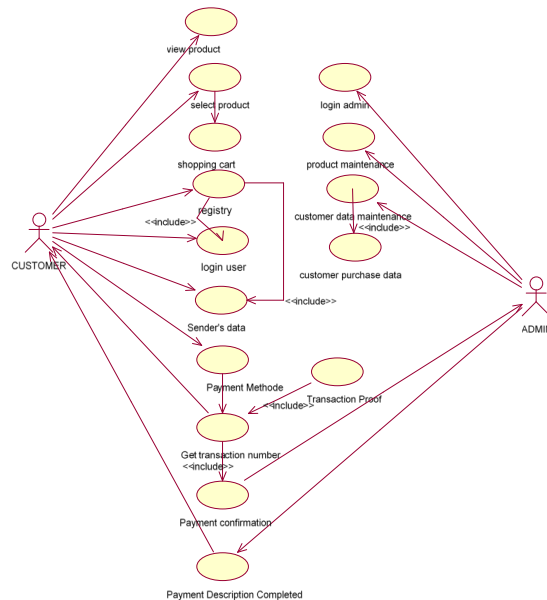 view product
select product
login admin
shopping cart
product maintenance
registry
customer data maintenance
<<include>>
<<include>>
CUSTOMER
login user
customer purchase data
<<include>>
Sender's data
ADMIN
Payment Methode
Transaction Proof
<<include>>
Get transaction number
<<include>>
Payment confirmation
Payment Description Completed